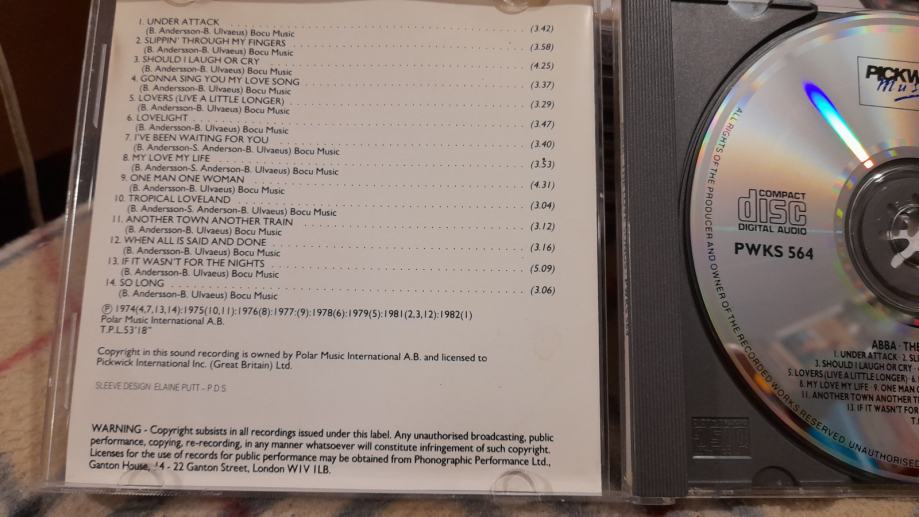 1. UNDER ATTACK . . . (3.42)
(B. Andersson-B. Ulvaeus) Bocu Music
2. SLIPPIN' THROUGH MY FINGERS . . . (3.58)
(B. Andersson-B. Ulvaeus) Bocu Music
3. SHOULD I LAUGH OR CRY . . . (4.25)
(B. Andersson-B. Ulvaeus) Bocu Music
4. GONNA SING YOU MY LOVE SONG . . . (3.37)
(B. Andersson-B. Ulvaeus) Bocu Music
5. LOVERS (LIVE A LITTLE LONGER) . . . (3.29)
(B. Andersson-B. Ulvaeus) Bocu Music
6. LOVELIGHT . . . (3.47)
(B. Andersson-B. Ulvaeus) Bocu Music
7. I'VE BEEN WAITING FOR YOU . . . (3.40)
(B. Andersson-S. Andersson-B. Ulvaeus) Bocu Music
8. MY LOVE MY LIFE . . . (3.53)
(B. Andersson-S. Andersson-B. Ulvaeus) Bocu Music
9. ONE MAN ONE WOMAN . . . (4.31)
(B. Andersson-B. Ulvaeus) Bocu Music
10. TROPICAL LOVELAND . . . (3.04)
(B. Andersson-S. Andersson-B. Ulvaeus) Bocu Music
11. ANOTHER TOWN ANOTHER TRAIN . . . (3.12)
(B. Andersson-B. Ulvaeus) Bocu Music
12. WHEN ALL IS SAID AND DONE . . . (3.16)
(B. Andersson-B. Ulvaeus) Bocu Music
13. IF IT WASN'T FOR THE NIGHTS . . . (5.09)
(B. Andersson-B. Ulvaeus) Bocu Music
14. SO LONG . . . (3.06)
(B. Andersson-B. Ulvaeus) Bocu Music
℗ 1974(4,7,13,14):1975(10,11):1976(8):1977:(9):1978(6):1979(5):1981(2,3,12):1982(1)
Polar Music International A.B.
T.P.L.53'18"
Copyright in this sound recording is owned by Polar Music International A.B. and licensed to
Pickwick International Inc. (Great Britain) Ltd.
SLEEVE DESIGN: ELAINE PUTT – P D S
WARNING - Copyright subsists in all recordings issued under this label. Any unauthorised broadcasting, public
performance, copying, re-recording, in any manner whatsoever will constitute infringement of such copyright.
Licenses for the use of records for public performance may be obtained from Phonographic Performance Ltd.,
Ganton House, 14 - 22 Ganton Street, London W1V 1LB.
ALL RIGHTS OF THE PRODUCER AND OWNER OF THE RECORDED WORKS RESERVED. UNAUTHORISED
COMPACT
disc
DIGITAL AUDIO
PWKS 564
ABBA - THE
1. UNDER ATTACK · 2.
3. SHOULD I LAUGH OR CRY ·
5. LOVERS (LIVE A LITTLE LONGER) · 6.
8. MY LOVE MY LIFE · 9. ONE MAN
11. ANOTHER TOWN ANOTHER
13. IF IT WASN'T FOR